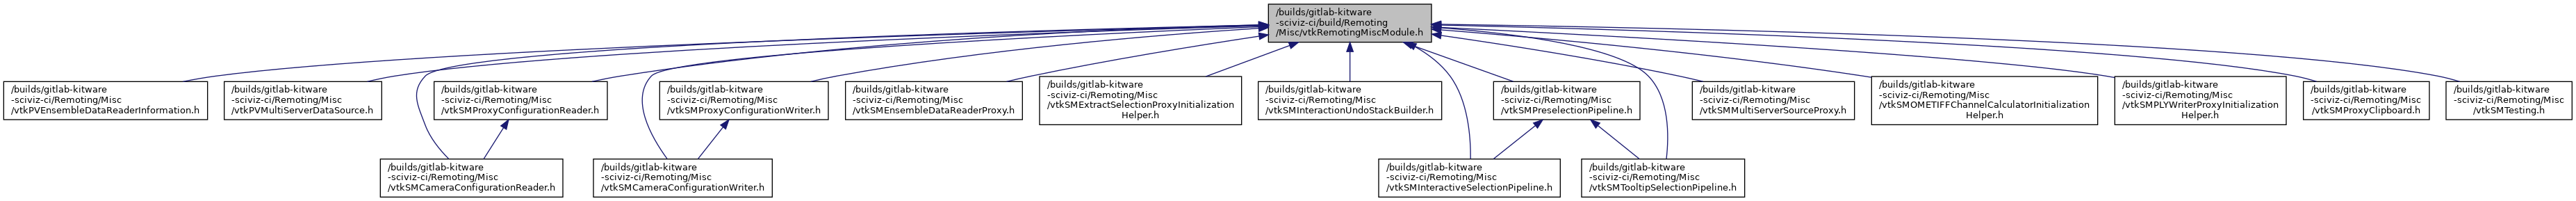 /builds/gitlab-kitware
-sciviz-ci/build/Remoting
/Misc/vtkRemotingMiscModule.h
/builds/gitlab-kitware
-sciviz-ci/Remoting/Misc
/vtkPVEnsembleDataReaderInformation.h
/builds/gitlab-kitware
-sciviz-ci/Remoting/Misc
/vtkPVMultiServerDataSource.h
/builds/gitlab-kitware
-sciviz-ci/Remoting/Misc
/vtkSMProxyConfigurationReader.h
/builds/gitlab-kitware
-sciviz-ci/Remoting/Misc
/vtkSMProxyConfigurationWriter.h
/builds/gitlab-kitware
-sciviz-ci/Remoting/Misc
/vtkSMEnsembleDataReaderProxy.h
/builds/gitlab-kitware
-sciviz-ci/Remoting/Misc
/vtkSMExtractSelectionProxyInitialization
Helper.h
/builds/gitlab-kitware
-sciviz-ci/Remoting/Misc
/vtkSMInteractionUndoStackBuilder.h
/builds/gitlab-kitware
-sciviz-ci/Remoting/Misc
/vtkSMPreselectionPipeline.h
/builds/gitlab-kitware
-sciviz-ci/Remoting/Misc
/vtkSMMultiServerSourceProxy.h
/builds/gitlab-kitware
-sciviz-ci/Remoting/Misc
/vtkSMOMETIFFChannelCalculatorInitialization
Helper.h
/builds/gitlab-kitware
-sciviz-ci/Remoting/Misc
/vtkSMPLYWriterProxyInitialization
Helper.h
/builds/gitlab-kitware
-sciviz-ci/Remoting/Misc
/vtkSMProxyClipboard.h
/builds/gitlab-kitware
-sciviz-ci/Remoting/Misc
/vtkSMTesting.h
/builds/gitlab-kitware
-sciviz-ci/Remoting/Misc
/vtkSMCameraConfigurationReader.h
/builds/gitlab-kitware
-sciviz-ci/Remoting/Misc
/vtkSMCameraConfigurationWriter.h
/builds/gitlab-kitware
-sciviz-ci/Remoting/Misc
/vtkSMInteractiveSelectionPipeline.h
/builds/gitlab-kitware
-sciviz-ci/Remoting/Misc
/vtkSMTooltipSelectionPipeline.h